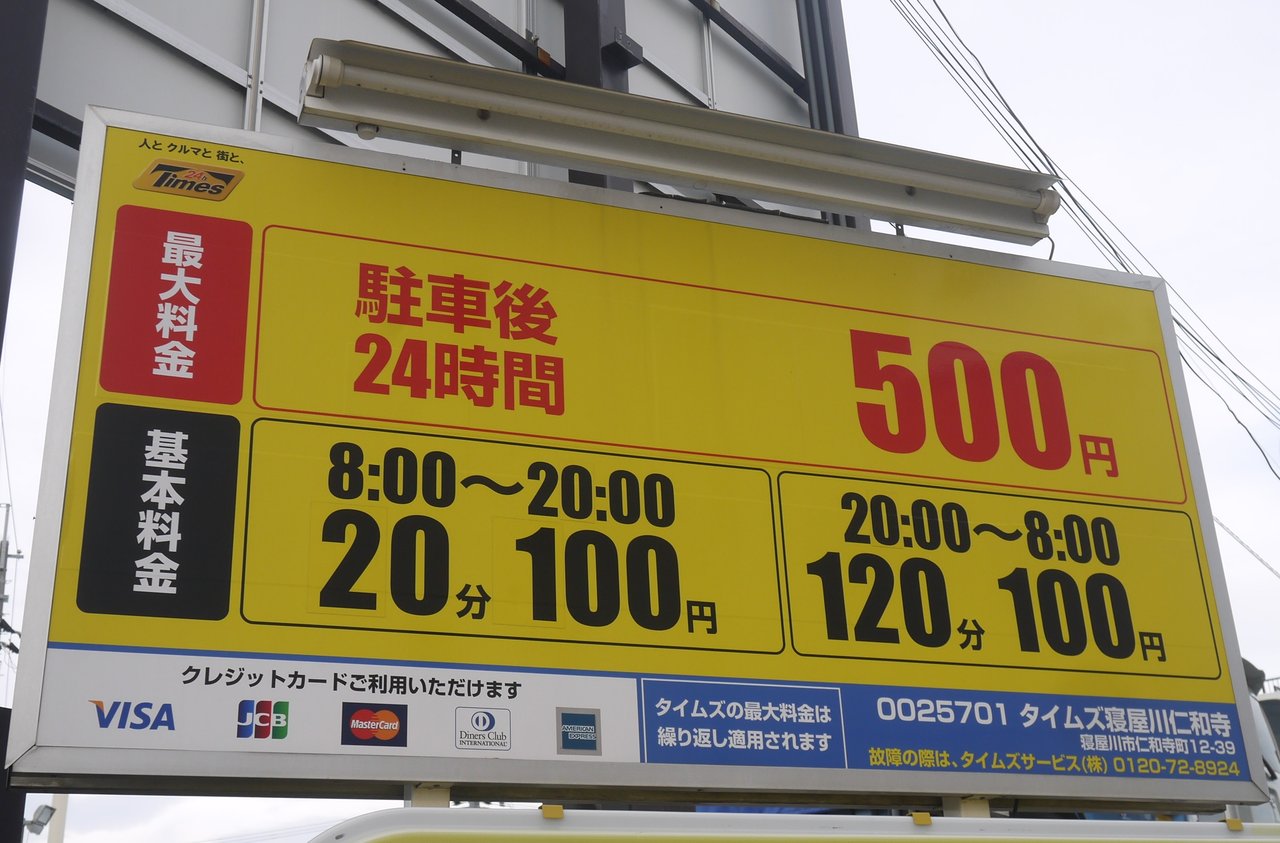 人と クルマと 街と、
24h
Times
最大料金
駐車後
24時間
500円
基本料金
8:00〜20:00
20分 100円
20:00〜8:00
120分 100円
クレジットカードご利用いただけます
VISA
JCB
MasterCard
Diners Club
INTERNATIONAL
AMERICAN
EXPRESS
タイムズの最大料金は
繰り返し適用されます
0025701 タイムズ寝屋川仁和寺
寝屋川市仁和寺町12-39
故障の際は、タイムズサービス(株) 0120-72-8924